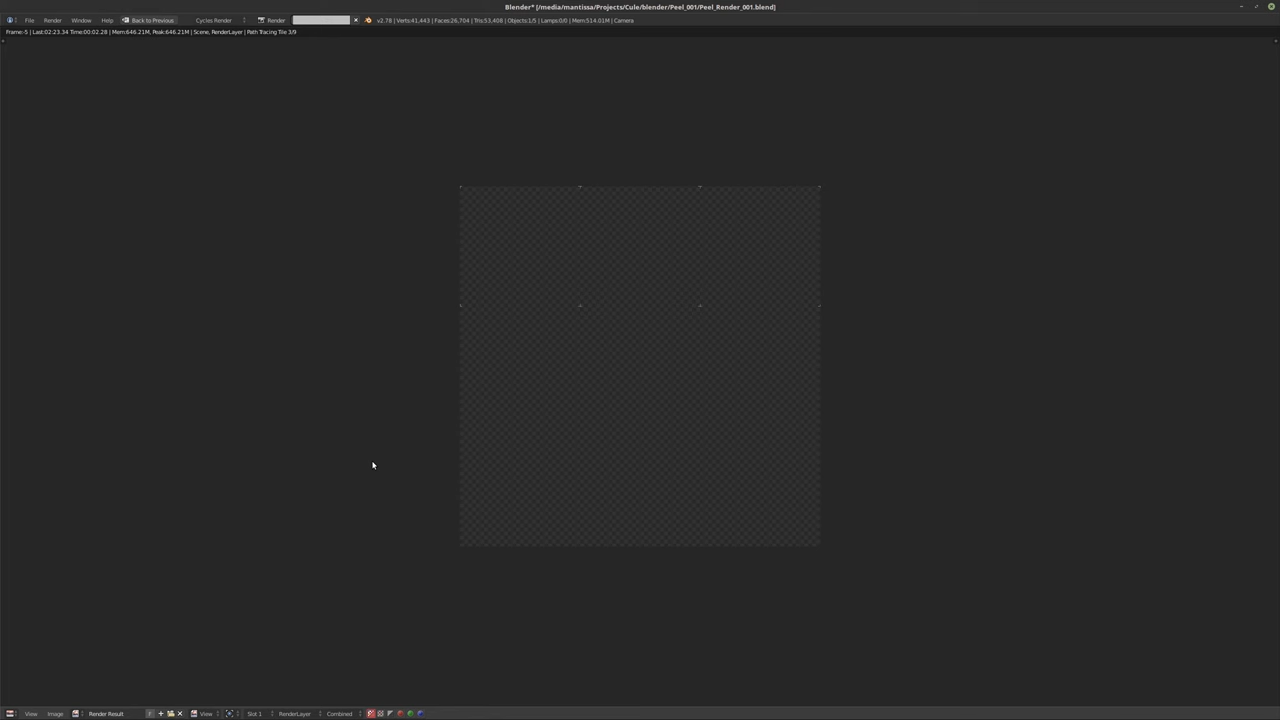 Blender* [/media/mantissa/Projects/Cule/blender/Peel_001/Peel_Render_001.blend]
File Render Window Help Back to Previous Cycles Render Render v2.78 | Verts:41,443 | Faces:26,704 | Tris:53,408 | Objects:1/5 | Lamps:0/0 | Mem:514.01M | Camera
Frame:-5 | Last:02:23.34 Time:00:02.28 | Mem:646.21M, Peak:646.21M | Scene, RenderLayer | Path Tracing Tile 3/9
View Image Render Result F View Slot 1 RenderLayer Combined